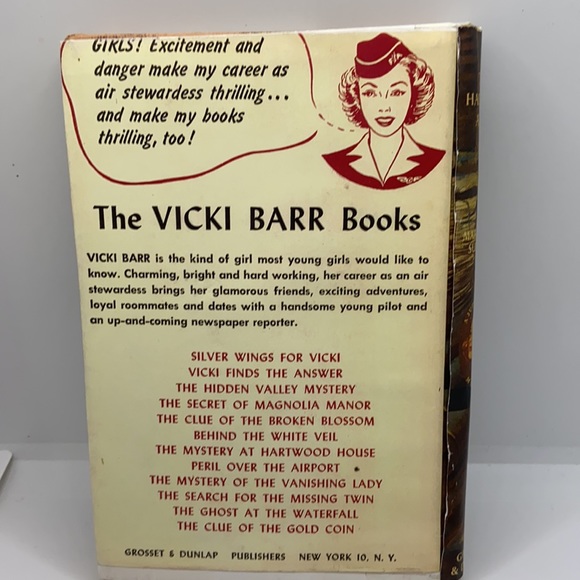 GIRLS! Excitement and
danger make my career as
air stewardess thrilling...
and make my books
thrilling, too!
The VICKI BARR Books
VICKI BARR is the kind of girl most young girls would like to
know. Charming, bright and hard working, her career as an air
stewardess brings her glamorous friends, exciting adventures,
loyal roommates and dates with a handsome young pilot and
an up-and-coming newspaper reporter.
SILVER WINGS FOR VICKI
VICKI FINDS THE ANSWER
THE HIDDEN VALLEY MYSTERY
THE SECRET OF MAGNOLIA MANOR
THE CLUE OF THE BROKEN BLOSSOM
BEHIND THE WHITE VEIL
THE MYSTERY AT HARTWOOD HOUSE
PERIL OVER THE AIRPORT
THE MYSTERY OF THE VANISHING LADY
THE SEARCH FOR THE MISSING TWIN
THE GHOST AT THE WATERFALL
THE CLUE OF THE GOLD COIN
GROSSET & DUNLAP PUBLISHERS NEW YORK 10, N. Y.